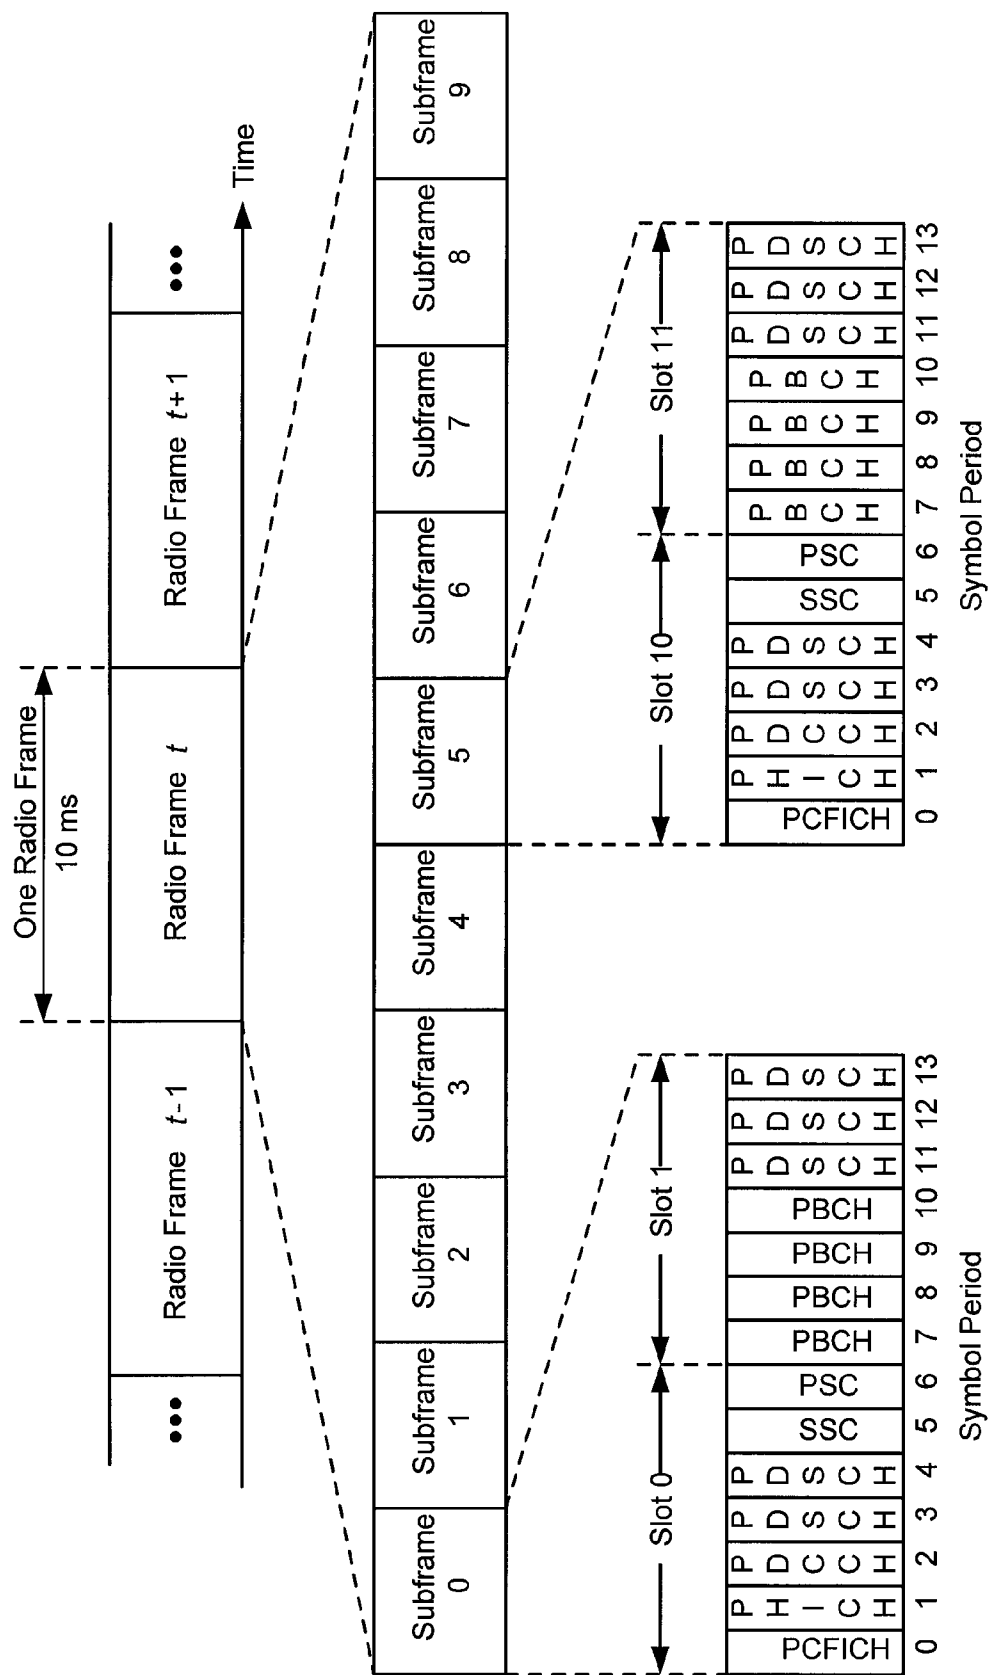 One Radio Frame
10 ms
••• Radio Frame t-1 Radio Frame t Radio Frame t+1 •••
Time
Subframe 0 Subframe 1 Subframe 2 Subframe 3 Subframe 4 Subframe 5 Subframe 6 Subframe 7 Subframe 8 Subframe 9
Slot 0 Slot 1
PCFICH PHICH PDCCH PDSCH PDSCH SSC PSC PBCH PBCH PBCH PBCH PDSCH PDSCH PDSCH
0 1 2 3 4 5 6 7 8 9 10 11 12 13
Symbol Period
Slot 10 Slot 11
PCFICH PHICH PDCCH PDSCH PDSCH SSC PSC PBCH PBCH PBCH PBCH PDSCH PDSCH PDSCH
0 1 2 3 4 5 6 7 8 9 10 11 12 13
Symbol Period